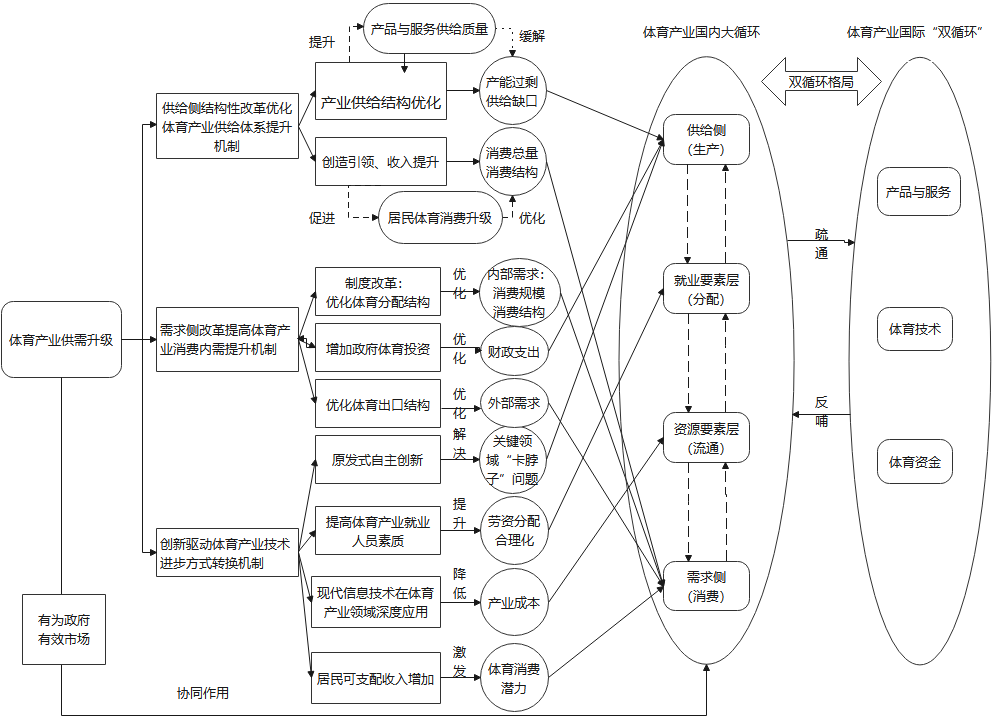 产品与服务供给质量
提升
缓解
体育产业国内大循环
体育产业国际“双循环”
双循环格局
供给侧结构性改革优化
体育产业供给体系提升
机制
产业供给结构优化
产能过剩
供给缺口
供给侧
（生产）
创造引领、收入提升
消费总量
消费结构
促进
居民体育消费升级
优化
产品与服务
疏
通
制度改革：
优化体育分配结构
优
化
内部需求：
消费规模
消费结构
就业要素层
（分配）
体育产业供需升级
需求侧改革提高体育产
业消费内需提升机制
增加政府体育投资
优
化
财政支出
体育技术
优化体育出口结构
优
化
外部需求
反
哺
原发式自主创新
解
决
关键领
域“卡脖
子”问题
资源要素层
（流通）
体育资金
创新驱动体育产业技术
进步方式转换机制
提高体育产业就业
人员素质
提
升
劳资分配
合理化
现代信息技术在体育
产业领域深度应用
降
低
产业成本
需求侧
（消费）
有为政府
有效市场
居民可支配收入增加
激
发
体育消费
潜力
协同作用